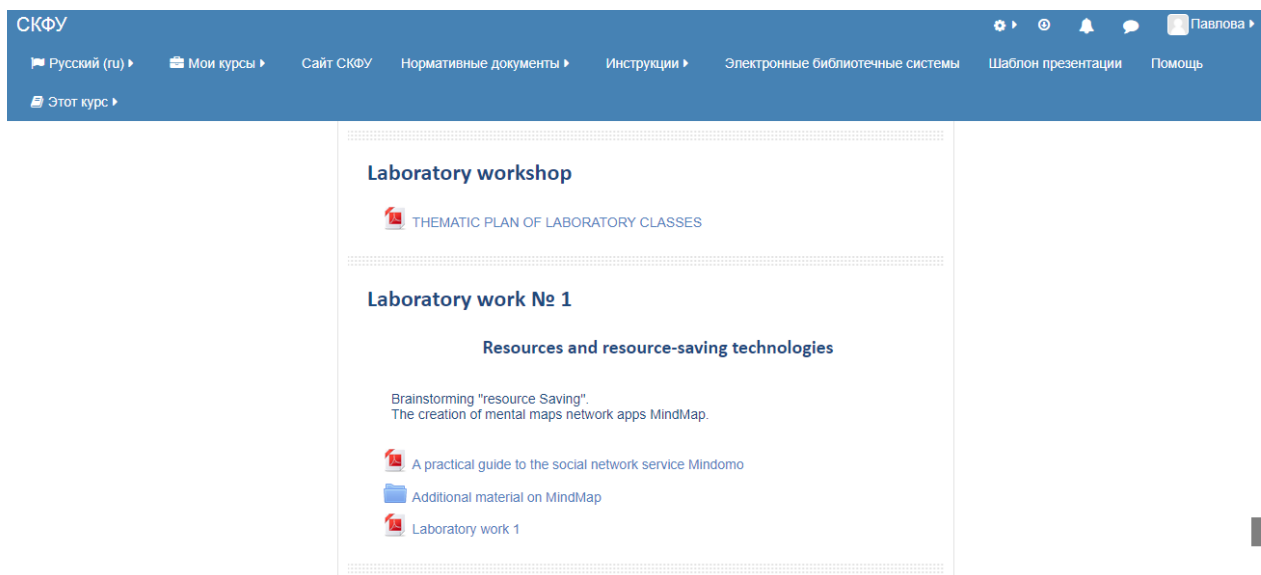 СКФУ
Павлова
Русский (ru) Мои курсы Сайт СКФУ Нормативные документы Инструкции Электронные библиотечные системы Шаблон презентации Помощь
Этот курс
Laboratory workshop
THEMATIC PLAN OF LABORATORY CLASSES
Laboratory work № 1
Resources and resource-saving technologies
Brainstorming "resource Saving".
The creation of mental maps network apps MindMap.
A practical guide to the social network service Mindomo
Additional material on MindMap
Laboratory work 1